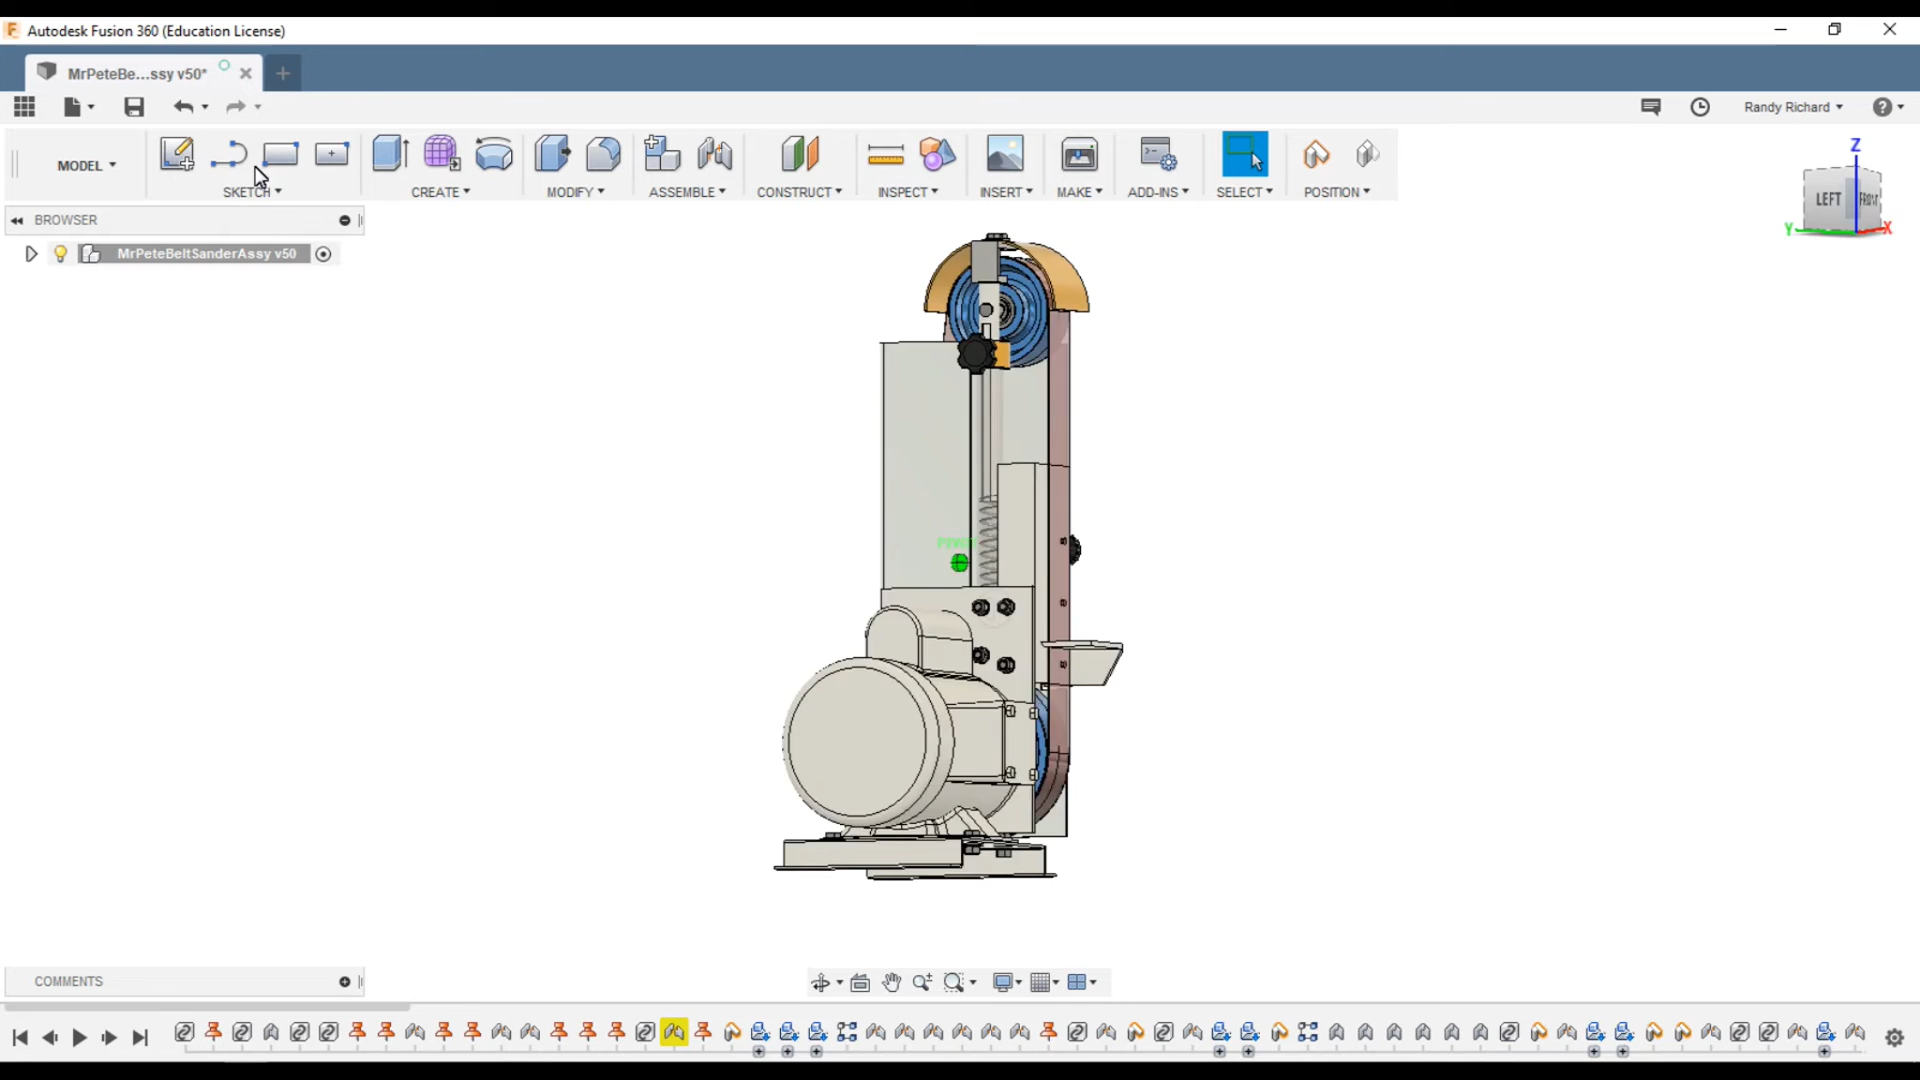 Autodesk Fusion 360 (Education License)
MrPeteBe...ssy v50*
Randy Richard
MODEL
SKETCH
CREATE
MODIFY
ASSEMBLE
CONSTRUCT
INSPECT
INSERT
MAKE
ADD-INS
SELECT
POSITION
BROWSER
MrPeteBeltSanderAssy v50
Z
LEFT
FRONT
Y
X
COMMENTS